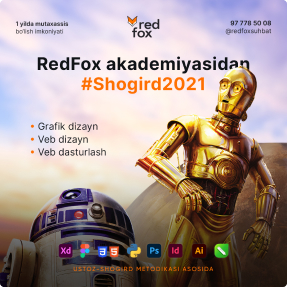 1 yilda mutaxassis
bo'lish imkoniyati
red
fox
97 778 50 08
@redfoxsuhbat
RedFox akademiyasidan
#Shogird2021
• Grafik dizayn
• Veb dizayn
• Veb dasturlash
Xd
Ps
Id
Ai
USTOZ-SHOGIRD METODIKASI ASOSIDA